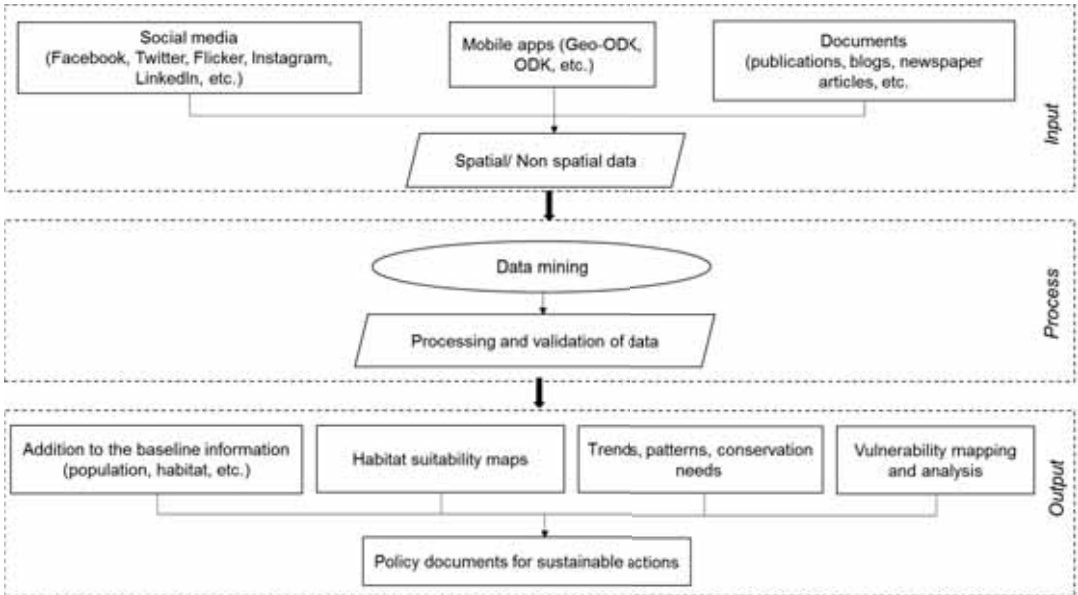 Social media
(Facebook, Twitter, Flicker, Instagram,
LinkedIn, etc.)
Mobile apps (Geo-ODK,
ODK, etc.)
Documents
(publications, blogs, newspaper
articles, etc.
Input
Spatial/ Non spatial data
Data mining
Process
Processing and validation of data
Addition to the baseline information
(population, habitat, etc.)
Habitat suitability maps
Trends, patterns, conservation
needs
Vulnerability mapping
and analysis
Output
Policy documents for sustainable actions